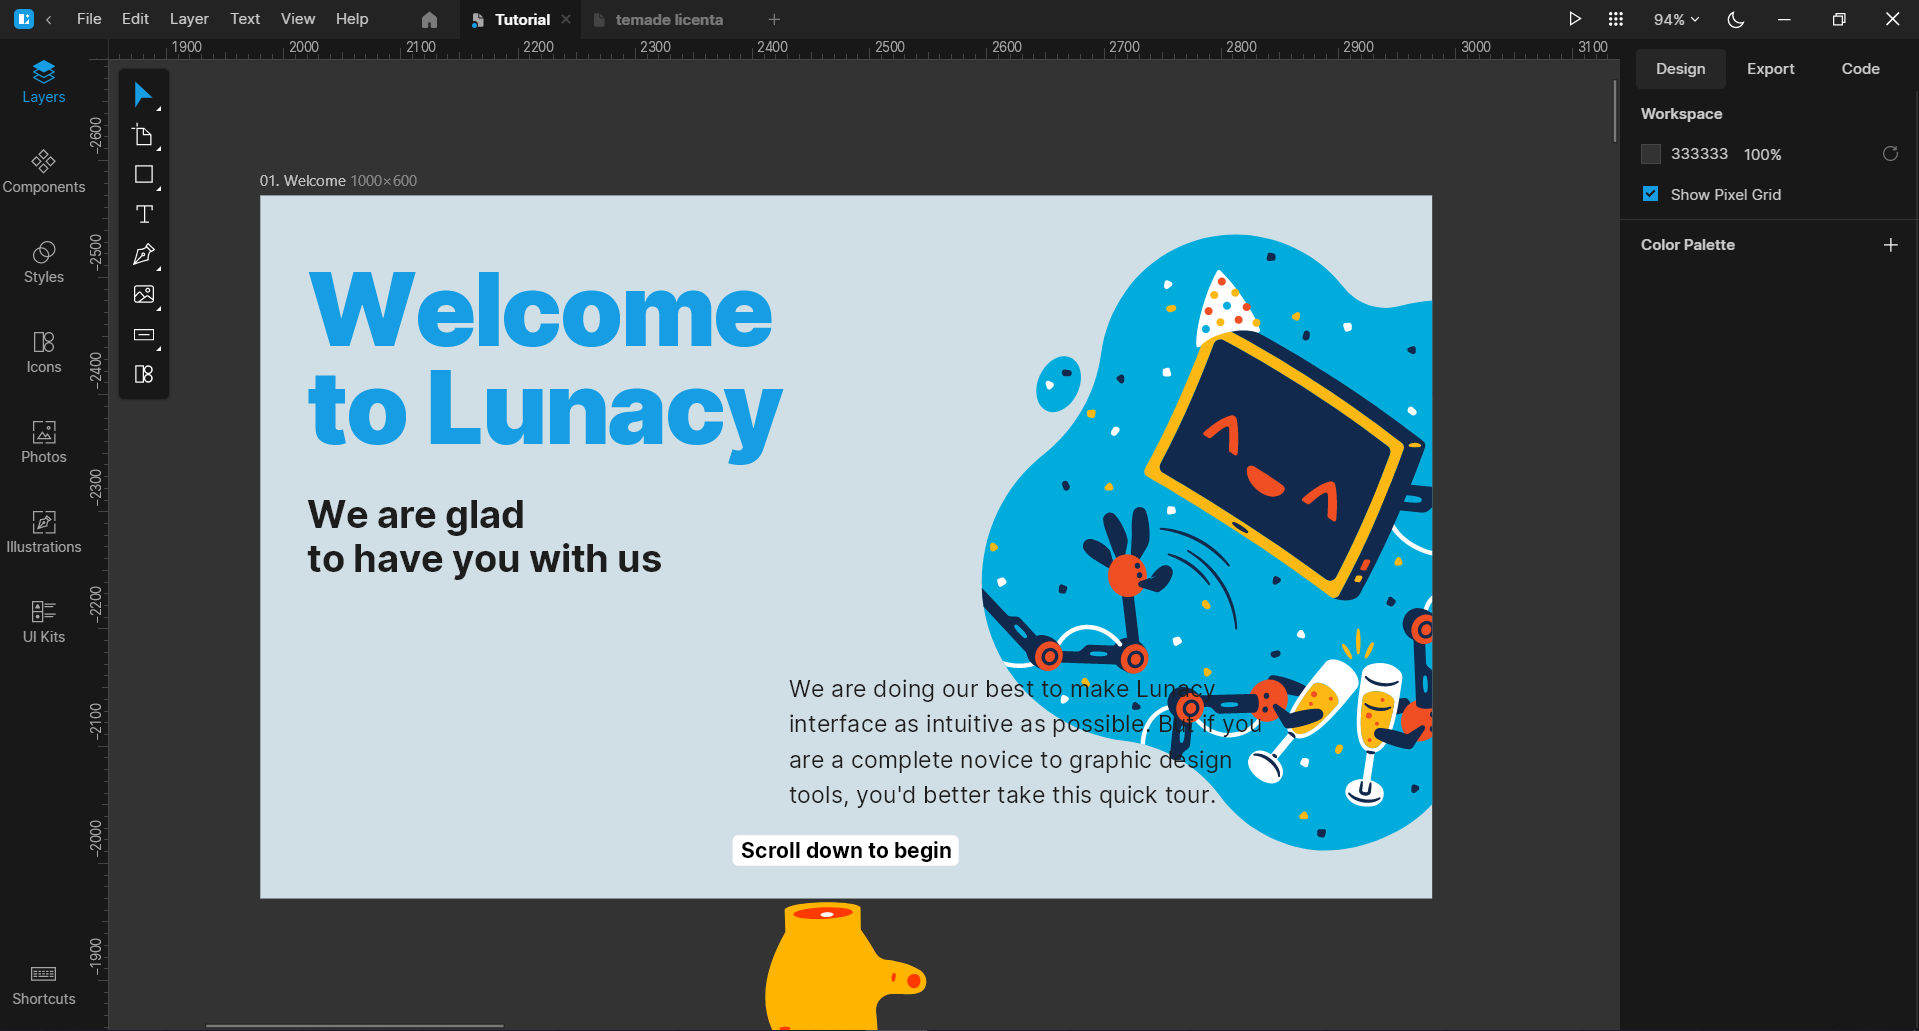 File Edit Layer Text View Help Tutorial temade licenta 94%
1900 2000 2100 2200 2300 2400 2500 2600 2700 2800 2900 3000 3100
Layers
Components
Styles
Icons
Photos
Illustrations
UI Kits
Shortcuts
-2600
-2500
-2400
-2300
-2200
-2100
-2000
-1900
01. Welcome 1000×600
Welcome
to Lunacy
We are glad
to have you with us
We are doing our best to make Lunacy
interface as intuitive as possible. But if you
are a complete novice to graphic design
tools, you'd better take this quick tour.
Scroll down to begin
Design Export Code
Workspace
333333 100%
Show Pixel Grid
Color Palette